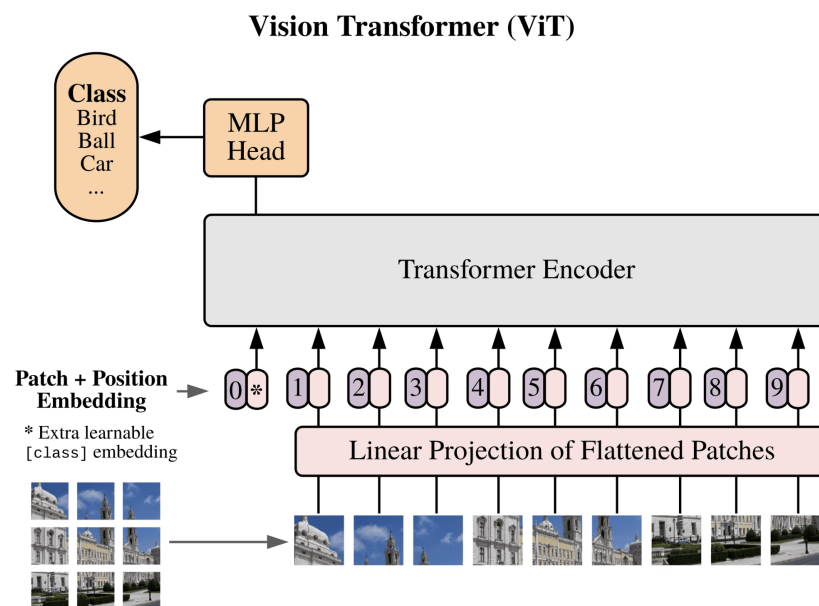 Vision Transformer (ViT)
Class
Bird
Ball
Car
...
MLP
Head
Transformer Encoder
Patch + Position
Embedding
0 * 1 2 3 4 5 6 7 8 9
* Extra learnable
[class] embedding
Linear Projection of Flattened Patches